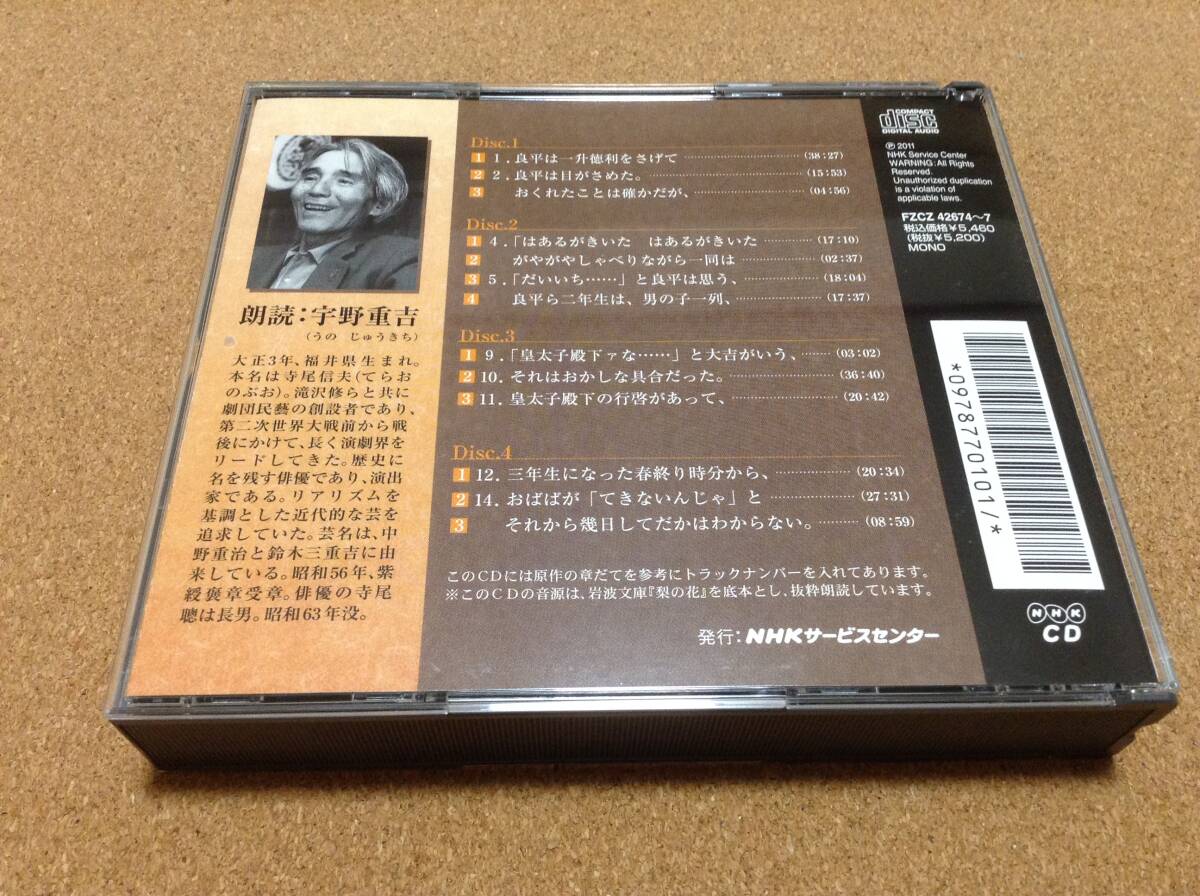 朗読:宇野重吉
(うの じゅうきち)
大正3年、福井県生まれ。
本名は寺尾信夫(てらお
のぶお)。滝沢修らと共に
劇団民藝の創設者であり、
第二次世界大戦前から戦
後にかけて、長く演劇界を
リードしてきた。歴史に
名を残す俳優であり、演出
家である。リアリズムを
基調とした近代的な芸を
追求していた。芸名は、中
野重治と鈴木三重吉に由
来している。昭和56年、紫
綬褒章受章。俳優の寺尾
聰は長男。昭和63年没。
Disc.1
1 1.良平は一升徳利をさげて………(38:27)
2 2.良平は目がさめた。………(15:53)
3 おくれたことは確かだが、………(04:56)
Disc.2
1 4.「はあるがきいた はあるがきいた………(17:10)
2 がやがやしゃべりながら一同は………(02:37)
3 5.「だいいち……」と良平は思う、………(18:04)
4 良平ら二年生は、男の子一列、………(17:37)
Disc.3
1 9.「皇太子殿下ァな……」と大吉がいう、………(03:02)
2 10.それはおかしな具合だった。………(36:40)
3 11.皇太子殿下の行啓があって、………(20:42)
Disc.4
1 12.三年生になった春終り時分から、………(20:34)
2 14.おばばが「てきないんじゃ」と………(27:31)
3 それから幾日してだかはわからない。………(08:59)
このCDには原作の章だてを参考にトラックナンバーを入れてあります。
※このCDの音源は、岩波文庫『梨の花』を底本とし、抜粋朗読しています。
発行:NHKサービスセンター
COMPACT
disc
DIGITAL AUDIO
Ⓟ2011
NHK Service Center
WARNING: All Rights
Reserved.
Unauthorized duplication
is a violation of
applicable laws.
FZCZ 42674〜7
税込価格¥5,460
(税抜¥5,200)
MONO
*0978770101/*
NHK
CD